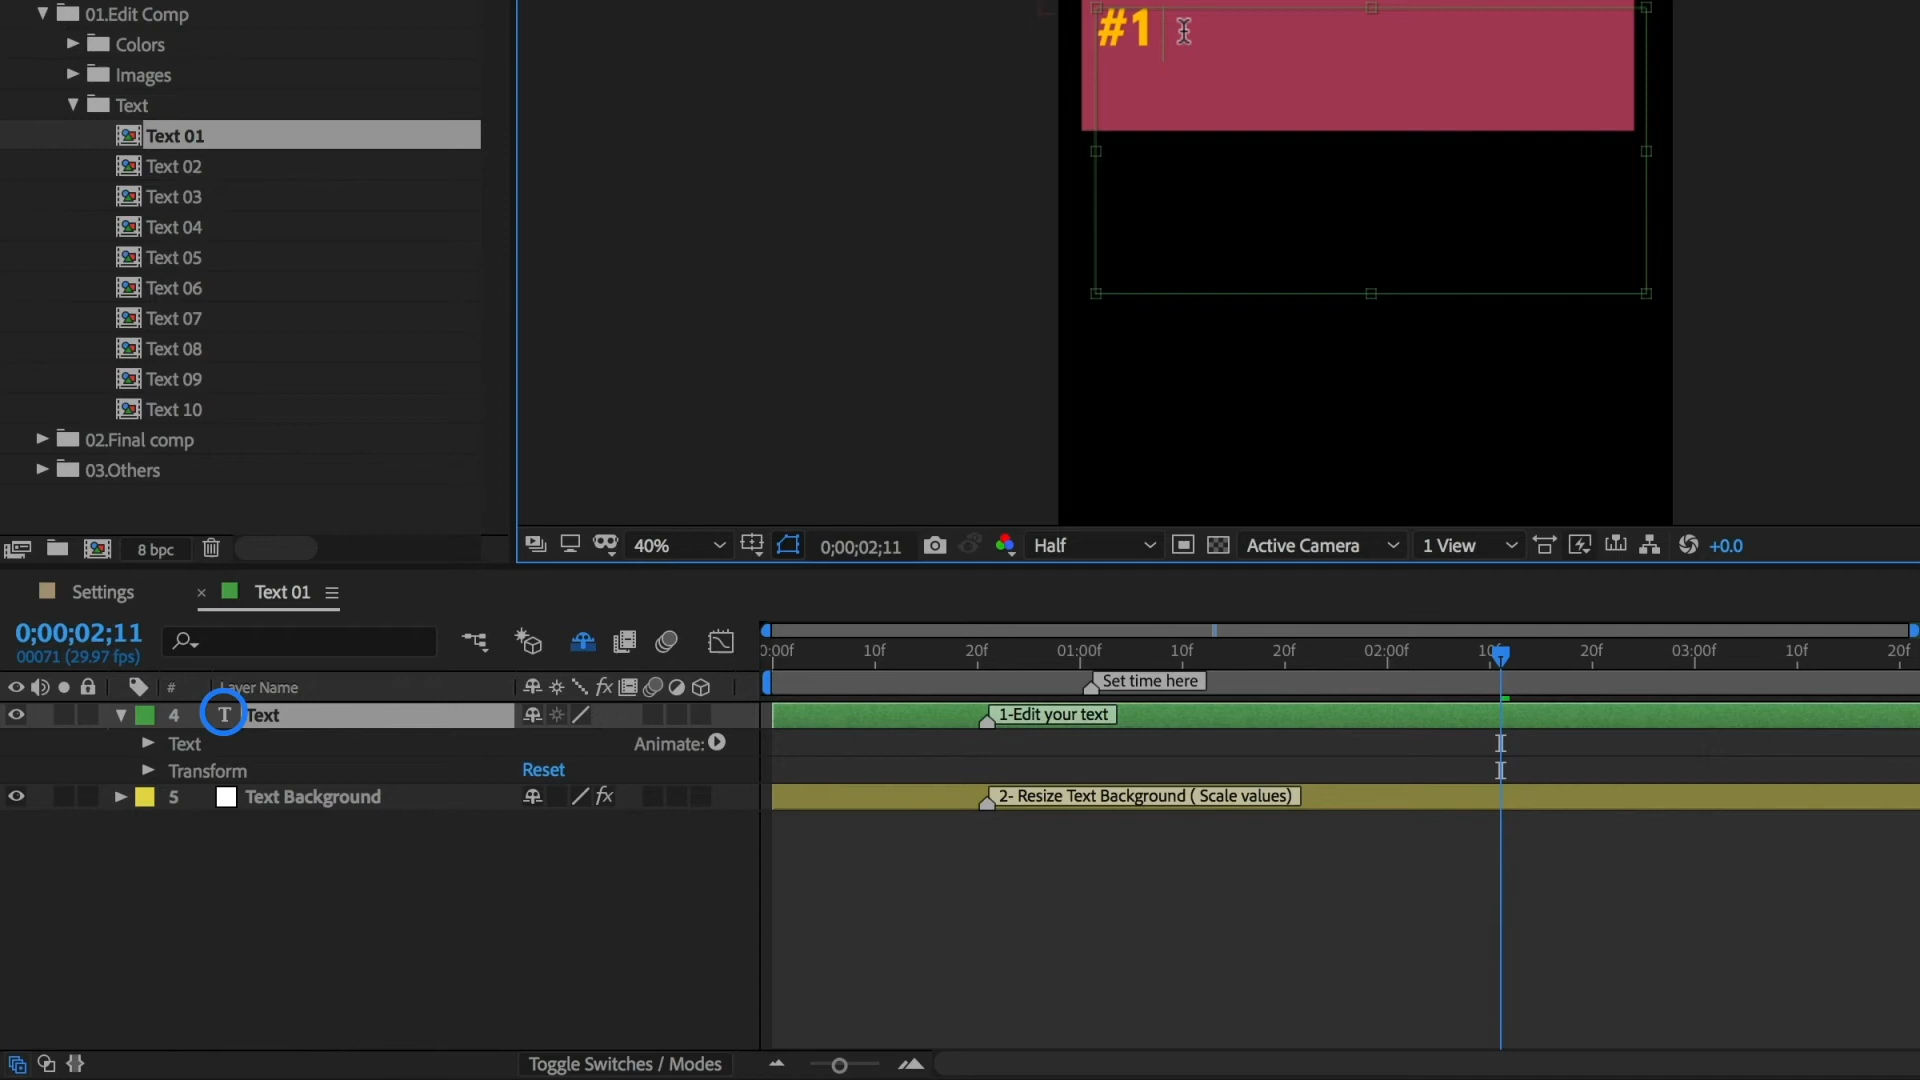 01.Edit Comp
Colors
Images
Text
Text 01
Text 02
Text 03
Text 04
Text 05
Text 06
Text 07
Text 08
Text 09
Text 10
02.Final comp
03.Others
8 bpc
#1
40%
0;00;02;11
Half
Active Camera
1 View
+0.0
Settings
Text 01
0;00;02;11
00071 (29.97 fps)
:00f 10f 20f 01:00f 10f 20f 02:00f 10f 20f 03:00f 10f 20f
# Layer Name
Set time here
4 T Text
1-Edit your text
Text
Animate:
Transform
Reset
5 Text Background
fx
2- Resize Text Background ( Scale values)
Toggle Switches / Modes